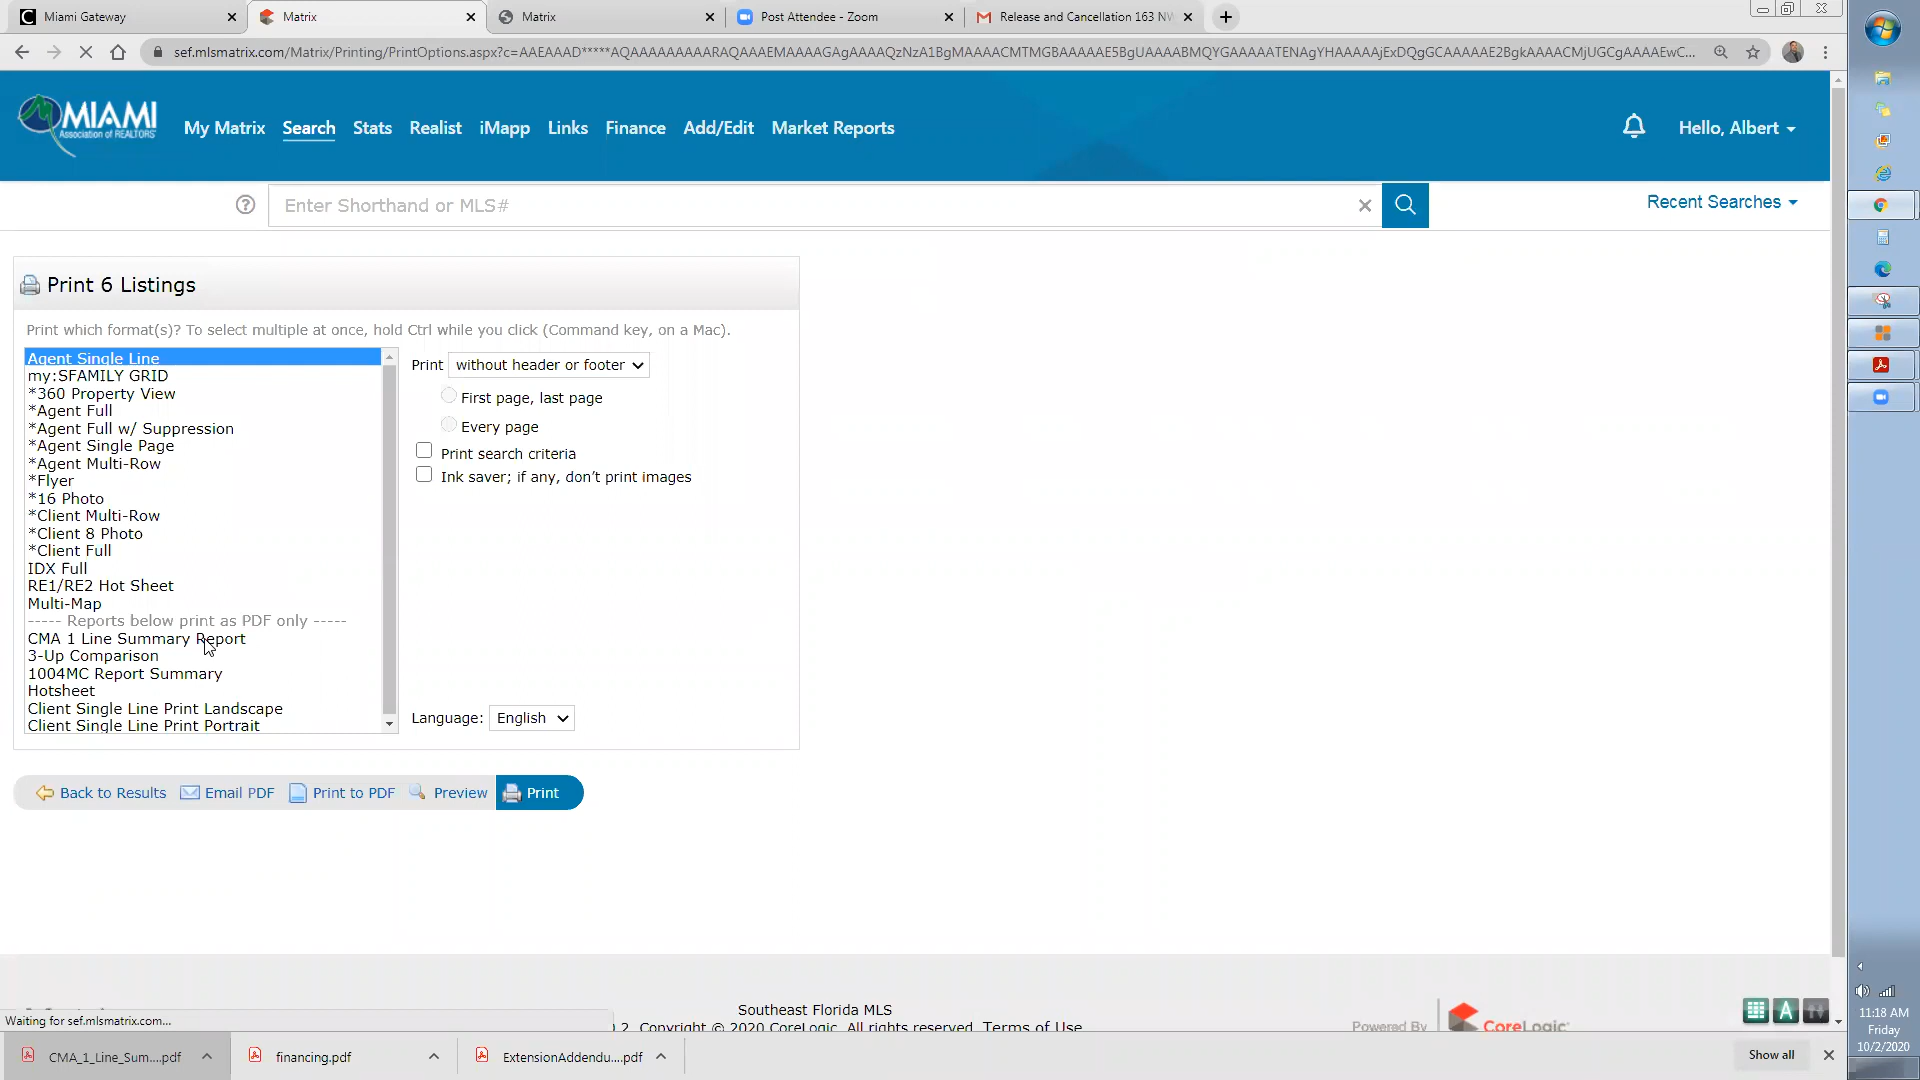 Miami Gateway
Matrix
Matrix
Post Attendee - Zoom
Release and Cancellation 163 NW
sef.mlsmatrix.com/Matrix/Printing/PrintOptions.aspx?c=AAEAAAD*****AQAAAAAAAAARAQAAAEMAAAAGAgAAAAQzNzA1BgMAAAACMTMGBAAAAAE5BgUAAAABMQYGAAAAATENAgYHAAAAAjExDQgGCAAAAAE2BgkAAAACMjUGCgAAAAEwC...
MIAMI
Association of REALTORS®
My Matrix
Search
Stats
Realist
iMapp
Links
Finance
Add/Edit
Market Reports
Hello, Albert
Enter Shorthand or MLS#
Recent Searches
Print 6 Listings
Print which format(s)? To select multiple at once, hold Ctrl while you click (Command key, on a Mac).
Agent Single Line
my:SFAMILY GRID
*360 Property View
*Agent Full
*Agent Full w/ Suppression
*Agent Single Page
*Agent Multi-Row
*Flyer
*16 Photo
*Client Multi-Row
*Client 8 Photo
*Client Full
IDX Full
RE1/RE2 Hot Sheet
Multi-Map
----- Reports below print as PDF only -----
CMA 1 Line Summary Report
3-Up Comparison
1004MC Report Summary
Hotsheet
Client Single Line Print Landscape
Client Single Line Print Portrait
Print without header or footer
First page, last page
Every page
Print search criteria
Ink saver; if any, don't print images
Language: English
Back to Results
Email PDF
Print to PDF
Preview
Print
Southeast Florida MLS
2. Copyright © 2020 CoreLogic. All rights reserved. Terms of Use
Powered By
CoreLogic
Waiting for sef.mlsmatrix.com...
CMA_1_Line_Sum....pdf
financing.pdf
ExtensionAddendu....pdf
Show all
11:18 AM
Friday
10/2/2020